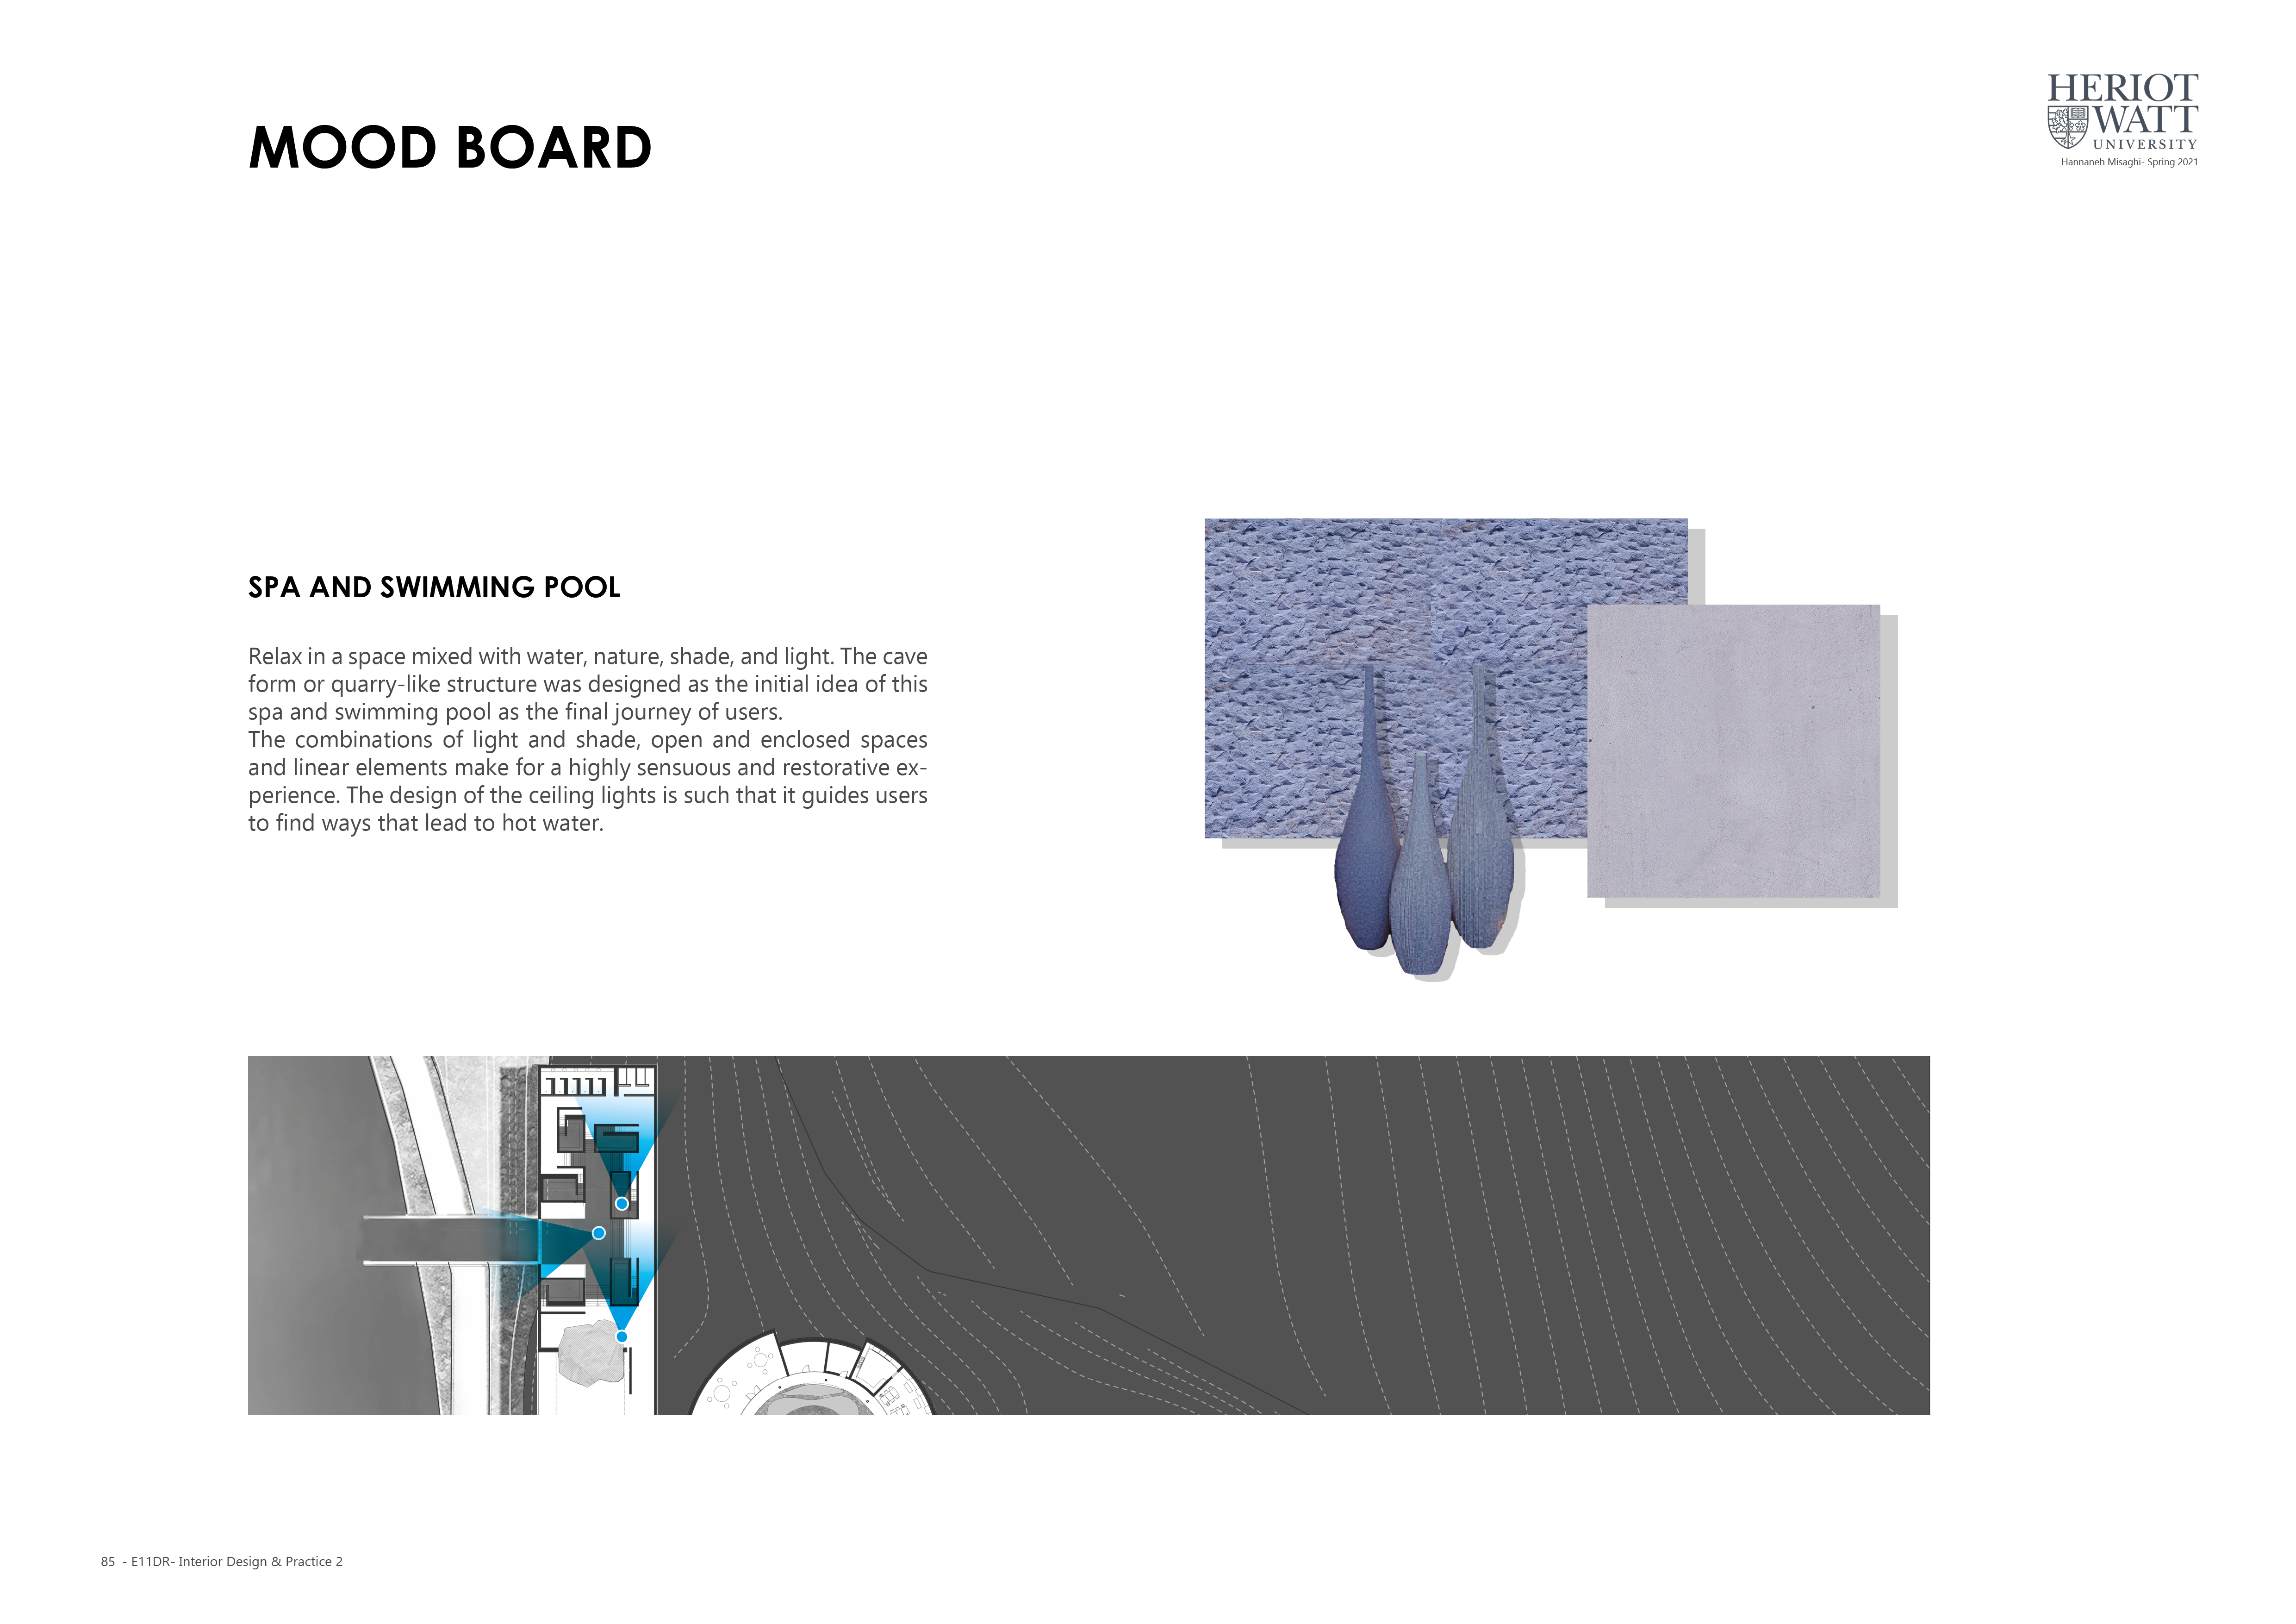 MOOD BOARD
HERIOT
WATT
UNIVERSITY
Hannaneh Misaghi- Spring 2021
SPA AND SWIMMING POOL
Relax in a space mixed with water, nature, shade, and light. The cave
form or quarry-like structure was designed as the initial idea of this
spa and swimming pool as the final journey of users.
The combinations of light and shade, open and enclosed spaces
and linear elements make for a highly sensuous and restorative ex-
perience. The design of the ceiling lights is such that it guides users
to find ways that lead to hot water.
85 - E11DR- Interior Design & Practice 2